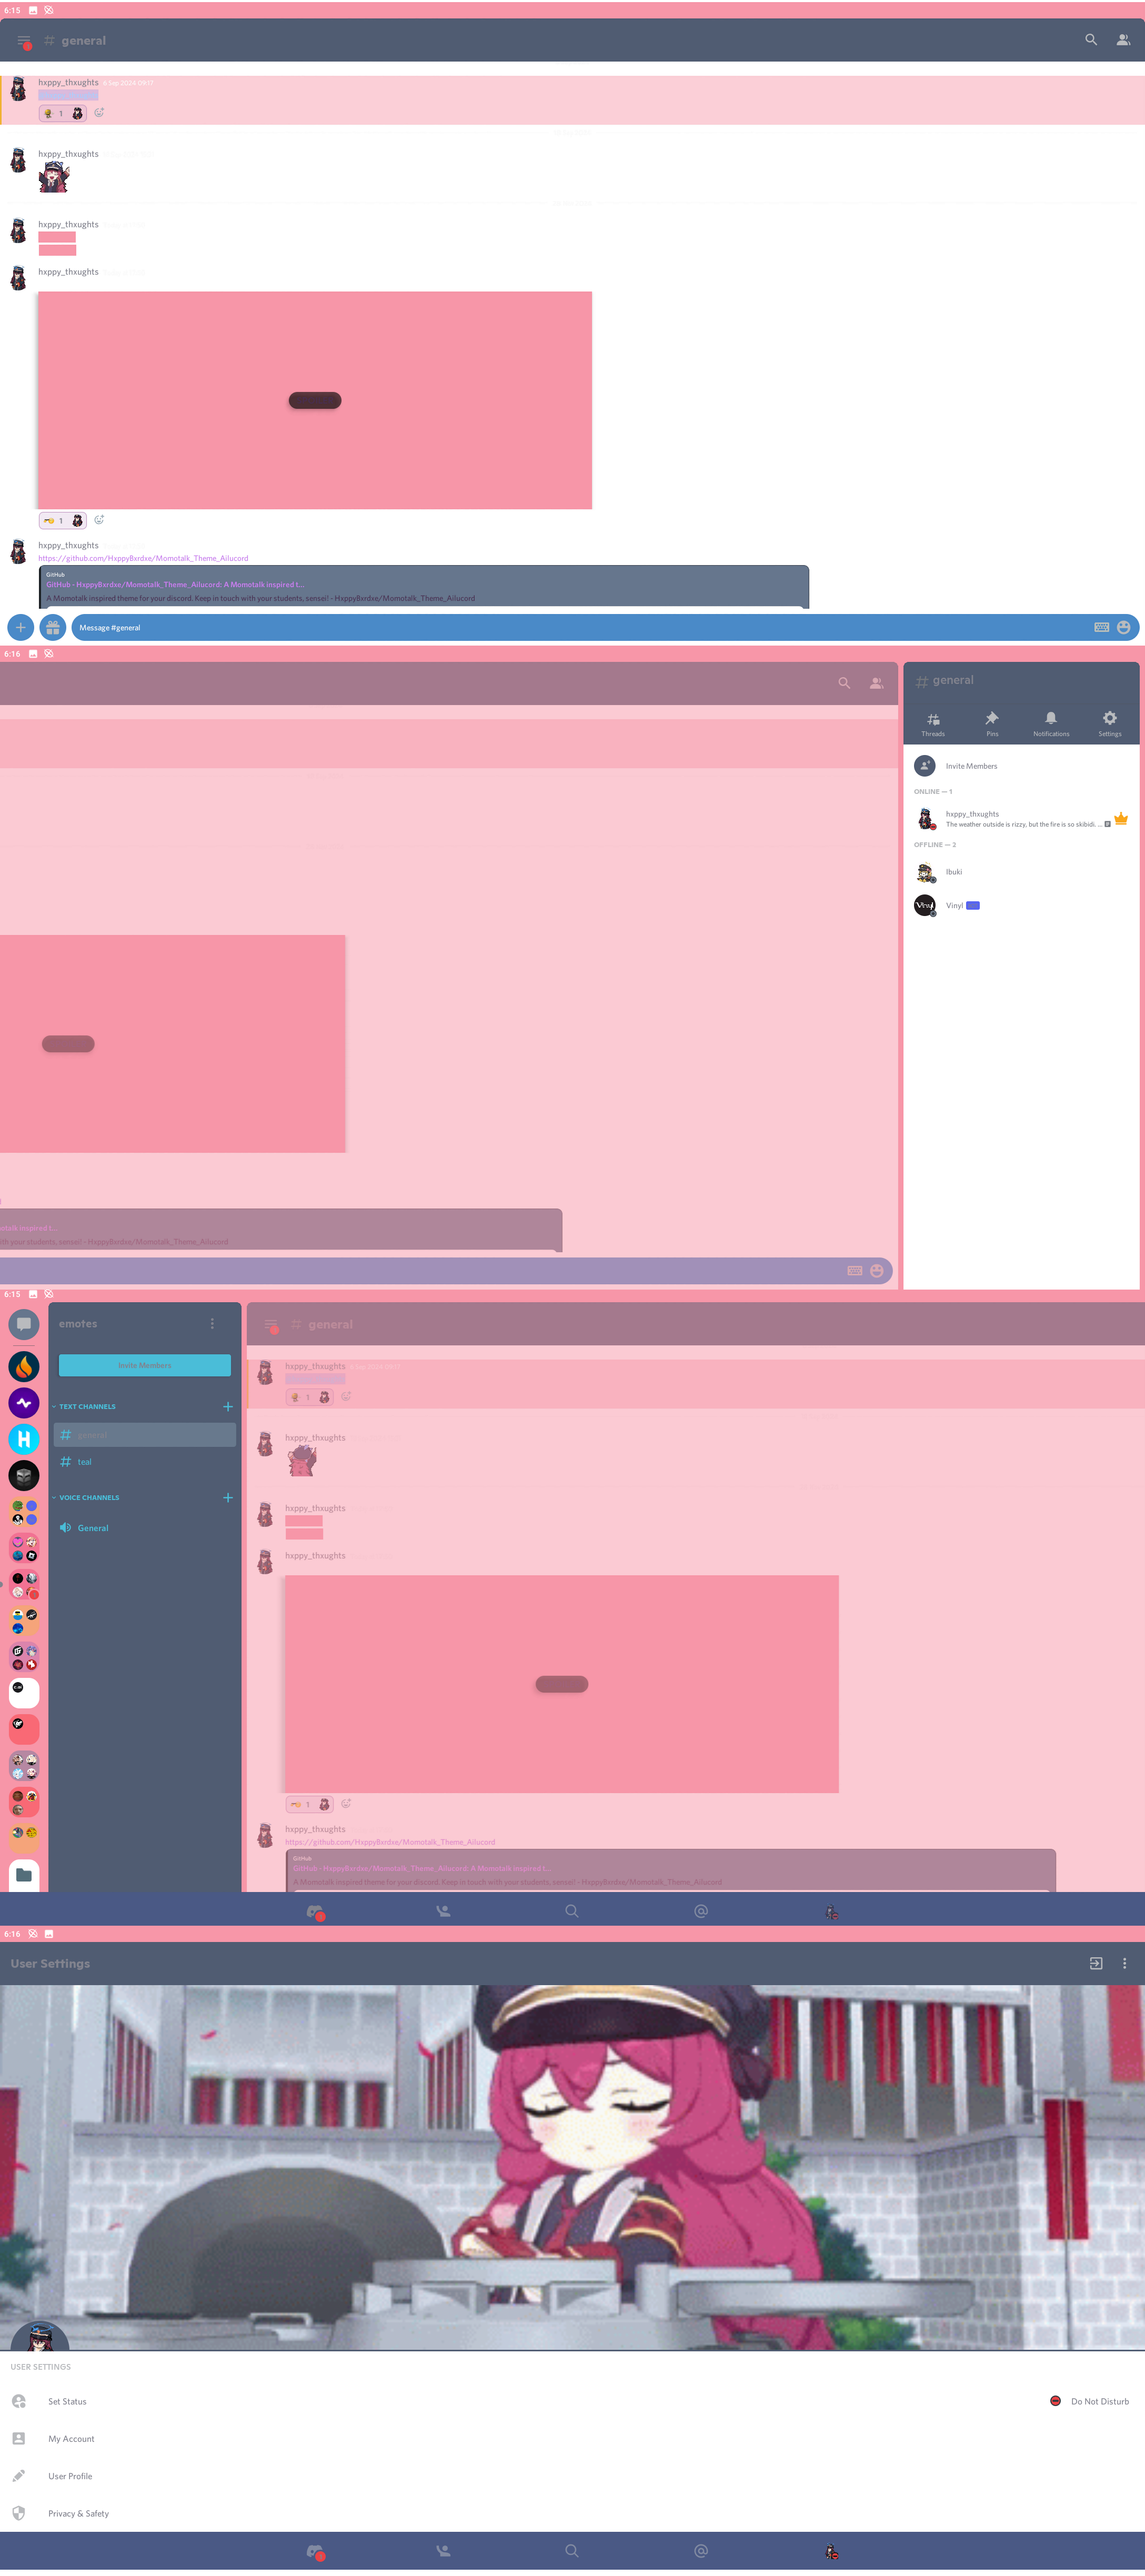 6:15
general
hxppy_thxughts 6 Sep 2024 09:17
1
hxppy_thxughts
hxppy_thxughts
hxppy_thxughts
1
hxppy_thxughts
https://github.com/HxppyBxrdxe/Momotalk_Theme_Ailucord
GitHub
GitHub - HxppyBxrdxe/Momotalk_Theme_Ailucord: A Momotalk inspired t...
A Momotalk inspired theme for your discord. Keep in touch with your students, sensei! - HxppyBxrdxe/Momotalk_Theme_Ailucord
Message #general
6:16
general
Threads Pins Notifications Settings
Invite Members
ONLINE — 1
hxppy_thxughts
The weather outside is rizzy, but the fire is so skibidi. ...
OFFLINE — 2
Ibuki
Vinyl
motalk inspired t...
ith your students, sensei! - HxppyBxrdxe/Momotalk_Theme_Ailucord
6:15
emotes
Invite Members
TEXT CHANNELS
general
teal
VOICE CHANNELS
General
general
hxppy_thxughts 6 Sep 2024 09:17
1
hxppy_thxughts
hxppy_thxughts
hxppy_thxughts
1
hxppy_thxughts
https://github.com/HxppyBxrdxe/Momotalk_Theme_Ailucord
GitHub
GitHub - HxppyBxrdxe/Momotalk_Theme_Ailucord: A Momotalk inspired t...
A Momotalk inspired theme for your discord. Keep in touch with your students, sensei! - HxppyBxrdxe/Momotalk_Theme_Ailucord
6:16
User Settings
USER SETTINGS
Set Status
Do Not Disturb
My Account
User Profile
Privacy & Safety